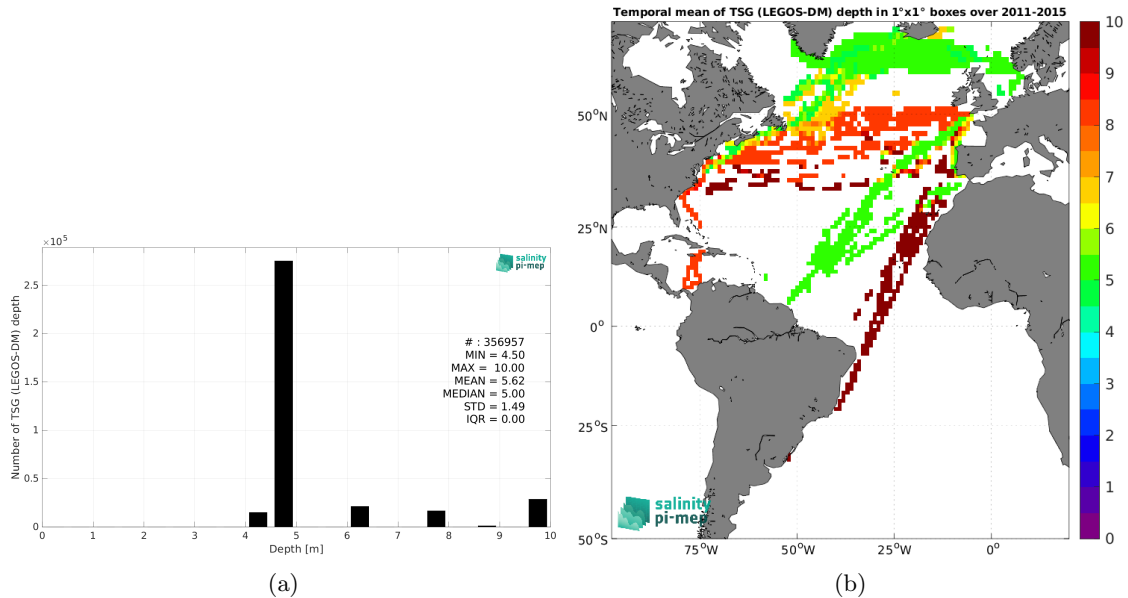 Temporal mean of TSG (LEGOS-DM) depth in 1°x1° boxes over 2011-2015
×10⁵
2.5
2
1.5
1
0.5
0
Number of TSG (LEGOS-DM) depth
salinity
pi-mep
# : 356957
MIN = 4.50
MAX = 10.00
MEAN = 5.62
MEDIAN = 5.00
STD = 1.49
IQR = 0.00
0 1 2 3 4 5 6 7 8 9 10
Depth [m]
(a)
50°N
25°N
0°
25°S
50°S
75°W 50°W 25°W 0°
salinity
pi-mep
10
9
8
7
6
5
4
3
2
1
0
(b)